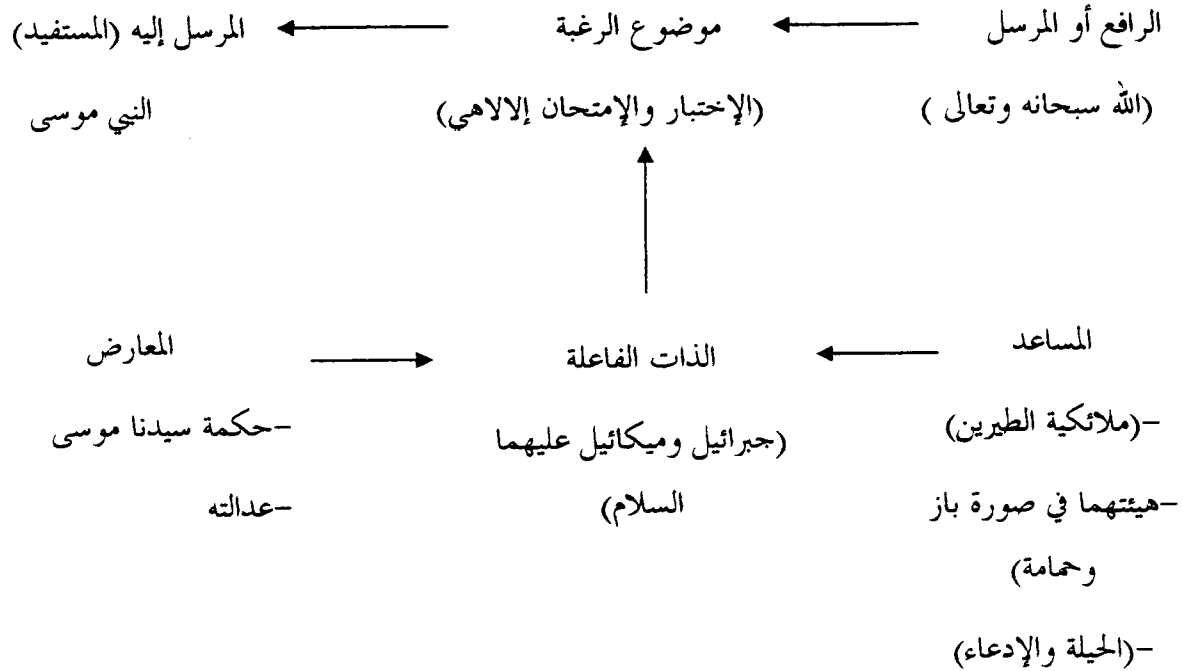 الرافع أو المرسل موضوع الرغبة المرسل إليه (المستفيد)
(الله سبحانه وتعالى ) (الإختبار والإمتحان إلالاهي) النبي موسى
المساعد الذات الفاعلة المعارض
-(ملائكية الطيرين) (جبرائيل وميكائيل عليهما -حكمة سيدنا موسى
-هيئتهما في صورة باز السلام) -عدالته
وحمامة)
-(الحيلة والإدعاء)